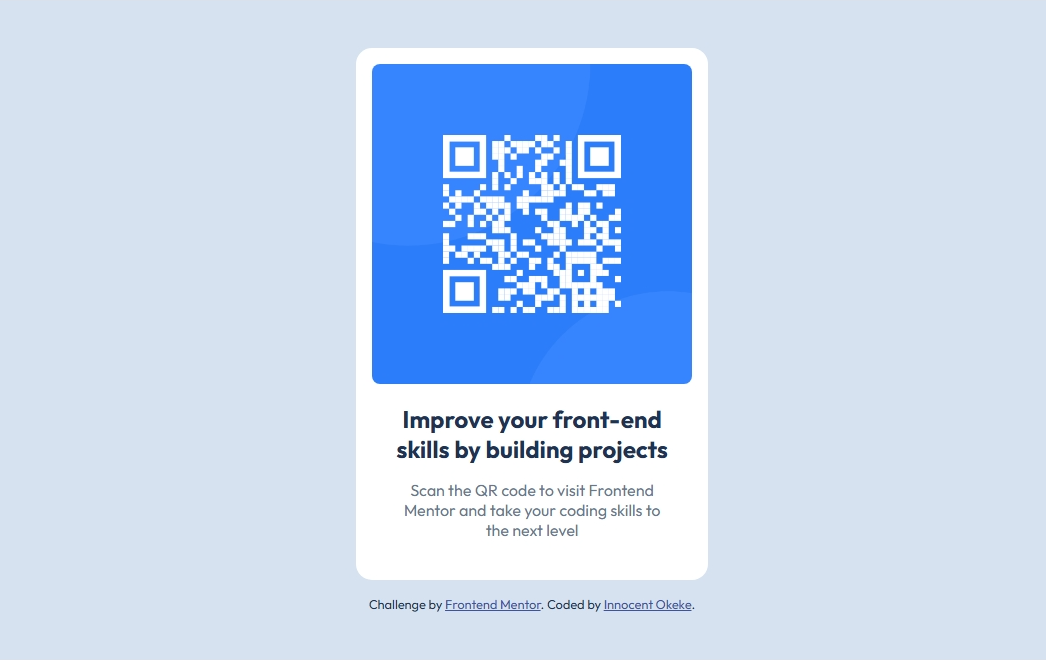 Improve your front-end
skills by building projects
Scan the QR code to visit Frontend
Mentor and take your coding skills to
the next level
Challenge by Frontend Mentor. Coded by Innocent Okeke.